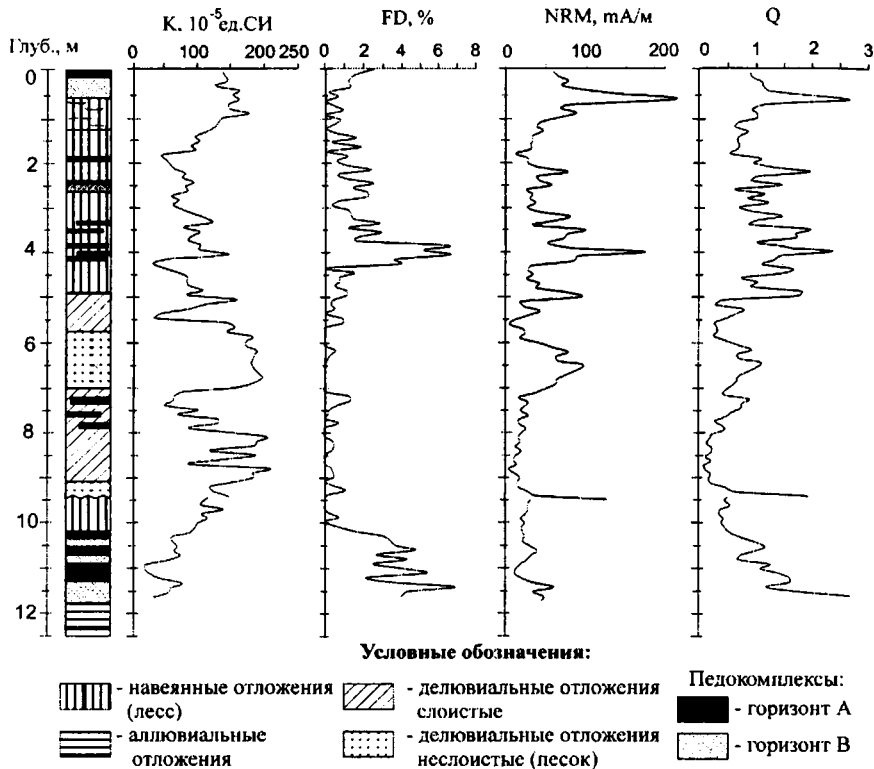 К. 10⁻⁵ед.СИ FD, % NRM, mA/м Q
Глуб., м
0 100 200 250 0 2 4 6 8 0 100 200 0 1 2 3
0
2
4
6
8
10
12
Условные обозначения:
- навеянные отложения (лесс)
- аллювиальные отложения
- делювиальные отложения слоистые
- делювиальные отложения неслоистые (песок)
Педокомплексы:
- горизонт А
- горизонт В